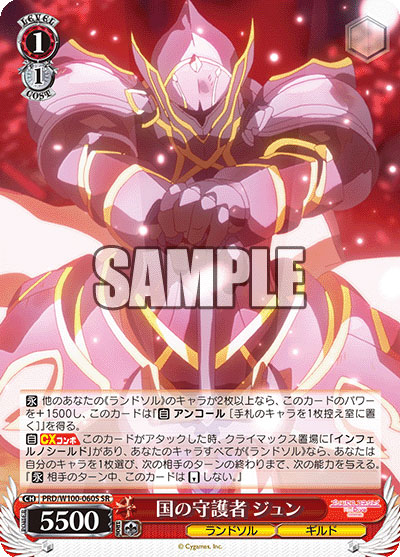 LEVEL
1
1
COST
SAMPLE
永 他のあなたの《ランドソル》のキャラが2枚以上なら、このカードのパワー
を+1500し、このカードは『自 アンコール [手札のキャラを1枚控え室に置
く]』を得る。
自 CXコンボ このカードがアタックした時、クライマックス置場に「インフェ
ルノシールド」があり、あなたのキャラすべてが《ランドソル》なら、あなたは
自分のキャラを1枚選び、次の相手のターンの終わりまで、次の能力を与え
る。『永 このカードは しない。』
CH PRD/W100-060S SR
5500
国の守護者 ジュン
ランドソル
ギルド
© Cygames, Inc.